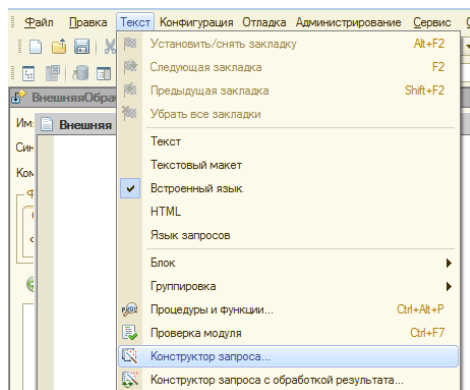 Файл Правка Текст Конфигурация Отладка Администрирование Сервис
Установить/снять закладку Alt+F2
Следующая закладка F2
Предыдущая закладка Shift+F2
Убрать все закладки
ВнешняяОбра
Им:
Внешняя
Син
Ком
Текст
Текстовый макет
Встроенный язык
HTML
Язык запросов
Блок
Группировка
Процедуры и функции... Ctrl+Alt+P
Проверка модуля Ctrl+F7
Конструктор запроса...
Конструктор запроса с обработкой результата...